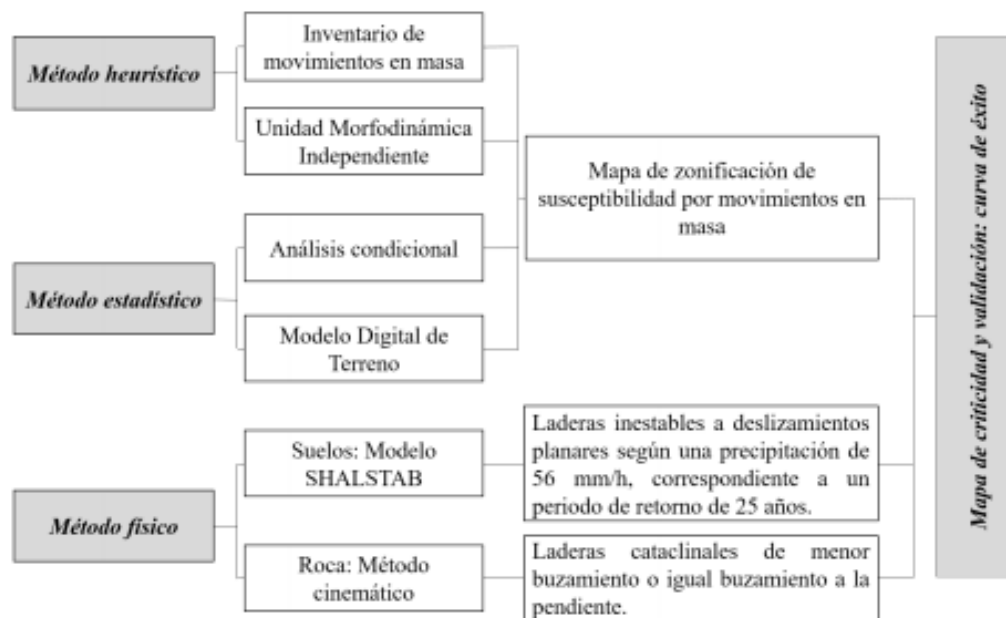 Método heurístico
Inventario de
movimientos en masa
Unidad Morfodinámica
Independiente
Método estadístico
Análisis condicional
Modelo Digital de
Terreno
Mapa de zonificación de
susceptibilidad por movimientos en
masa
Método físico
Suelos: Modelo
SHALSTAB
Roca: Método
cinemático
Laderas inestables a deslizamientos
planares según una precipitación de
56 mm/h, correspondiente a un
periodo de retorno de 25 años.
Laderas cataclinales de menor
buzamiento o igual buzamiento a la
pendiente.
Mapa de criticidad y validación: curva de éxito